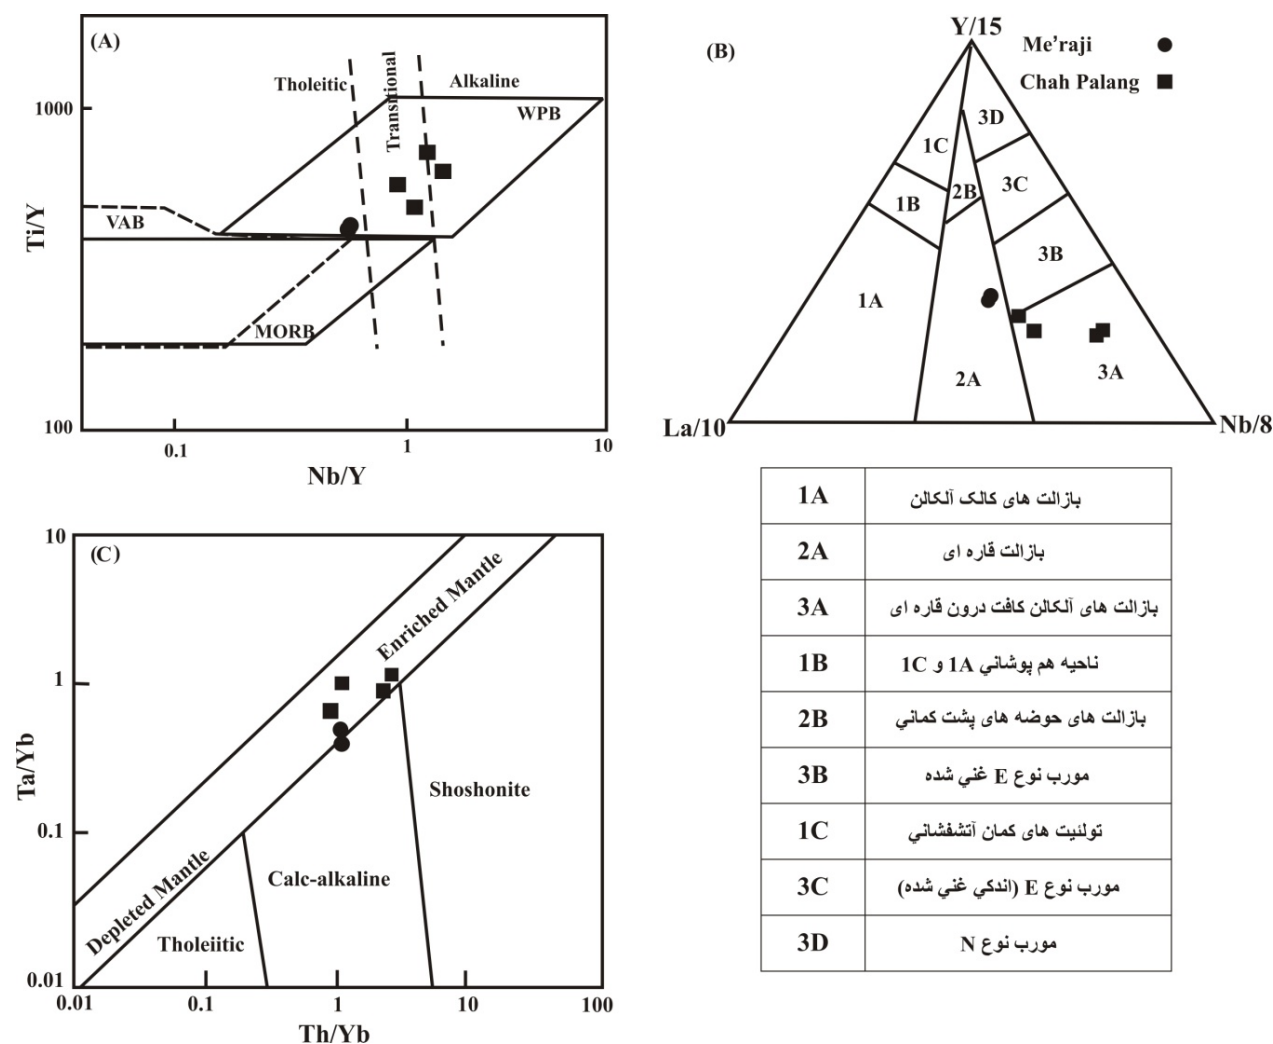 (A)
Tholeitic
Transitional
Alkaline
WPB
1000
Ti/Y
VAB
MORB
100
0.1
1
10
Nb/Y
(B)
Y/15
Me’raji
Chah Palang
3D
1C
3C
2B
1B
3B
1A
2A
3A
La/10
Nb/8
1A بازالت های کالک آلکالن
2A بازالت قاره ای
3A بازالت های آلکالن کافت درون قاره ای
1B ناحیه هم پوشاني 1A و 1C
2B بازالت های حوضه های پشت کماني
3B مورب نوع E غني شده
1C تولئیت های کمان آتشفشاني
3C مورب نوع E (اندکي غني شده)
3D مورب نوع N
(C)
10
Enriched Mantle
1
Ta/Yb
Shoshonite
0.1
Calc-alkaline
Depleted Mantle
Tholeiitic
0.01
0.01
0.1
1
10
100
Th/Yb